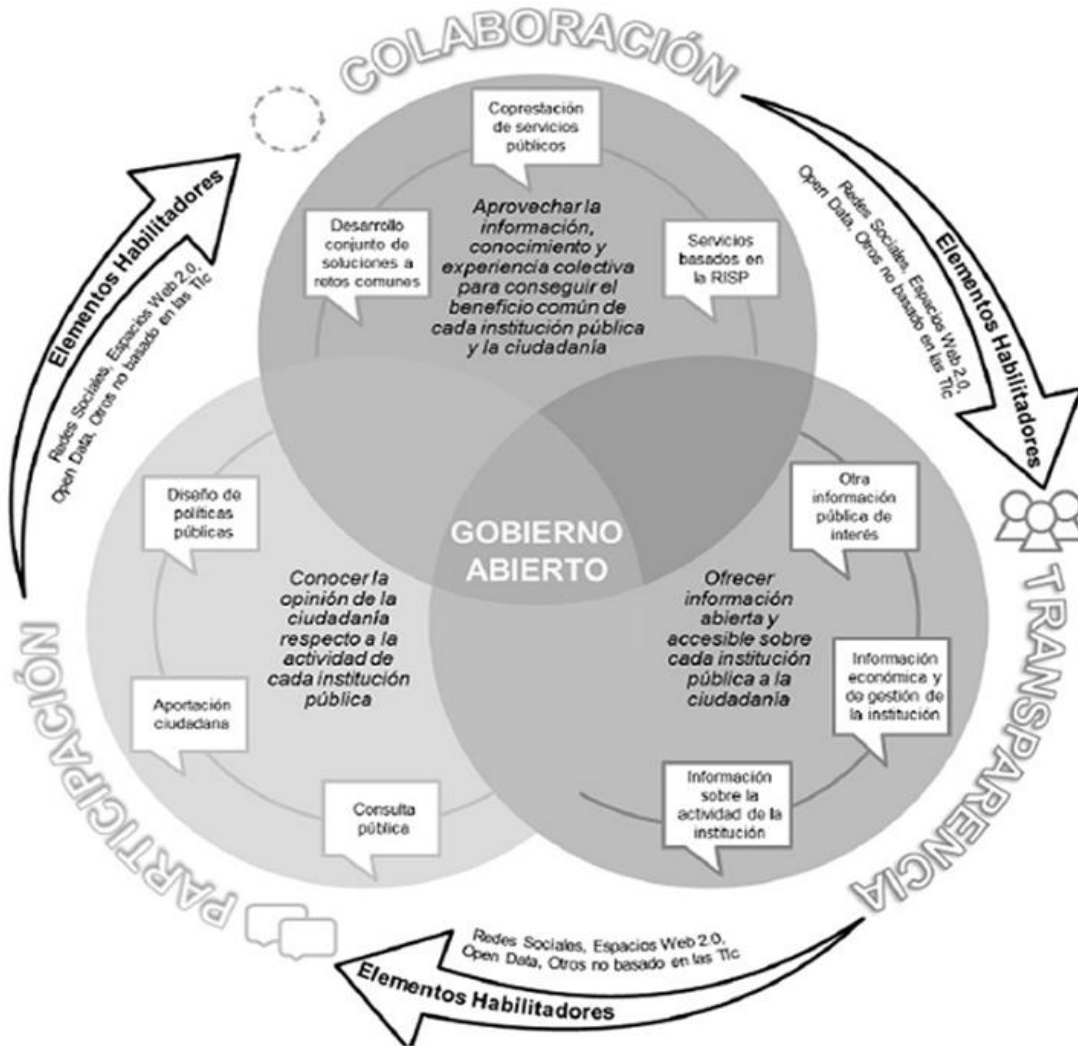 COLABORACIÓN
Coprestación
de servicios
públicos
Desarrollo
conjunto de
soluciones a
retos comunes
Aprovechar la
información,
conocimiento y
experiencia colectiva
para conseguir el
beneficio común de
cada institución pública
y la ciudadanía
Servicios
basados en
la RISP
Elementos Habilitadores
Redes Sociales, Espacios Web 2.0,
Open Data, Otros no basado en las Tic
Elementos Habilitadores
Redes Sociales, Espacios Web 2.0,
Open Data, Otros no basado en las Tic
GOBIERNO
ABIERTO
PARTICIPACIÓN
Diseño de
políticas
públicas
Conocer la
opinión de la
ciudadanía
respecto a la
actividad de
cada institución
pública
Aportación
ciudadana
Consulta
pública
TRANSPARENCIA
Otra
información
pública de
interés
Ofrecer
información
abierta y
accesible sobre
cada institución
pública a la
ciudadanía
Información
económica y
de gestión de
la institución
Información
sobre la
actividad de la
institución
Redes Sociales, Espacios Web 2.0,
Open Data, Otros no basado en las Tic
Elementos Habilitadores